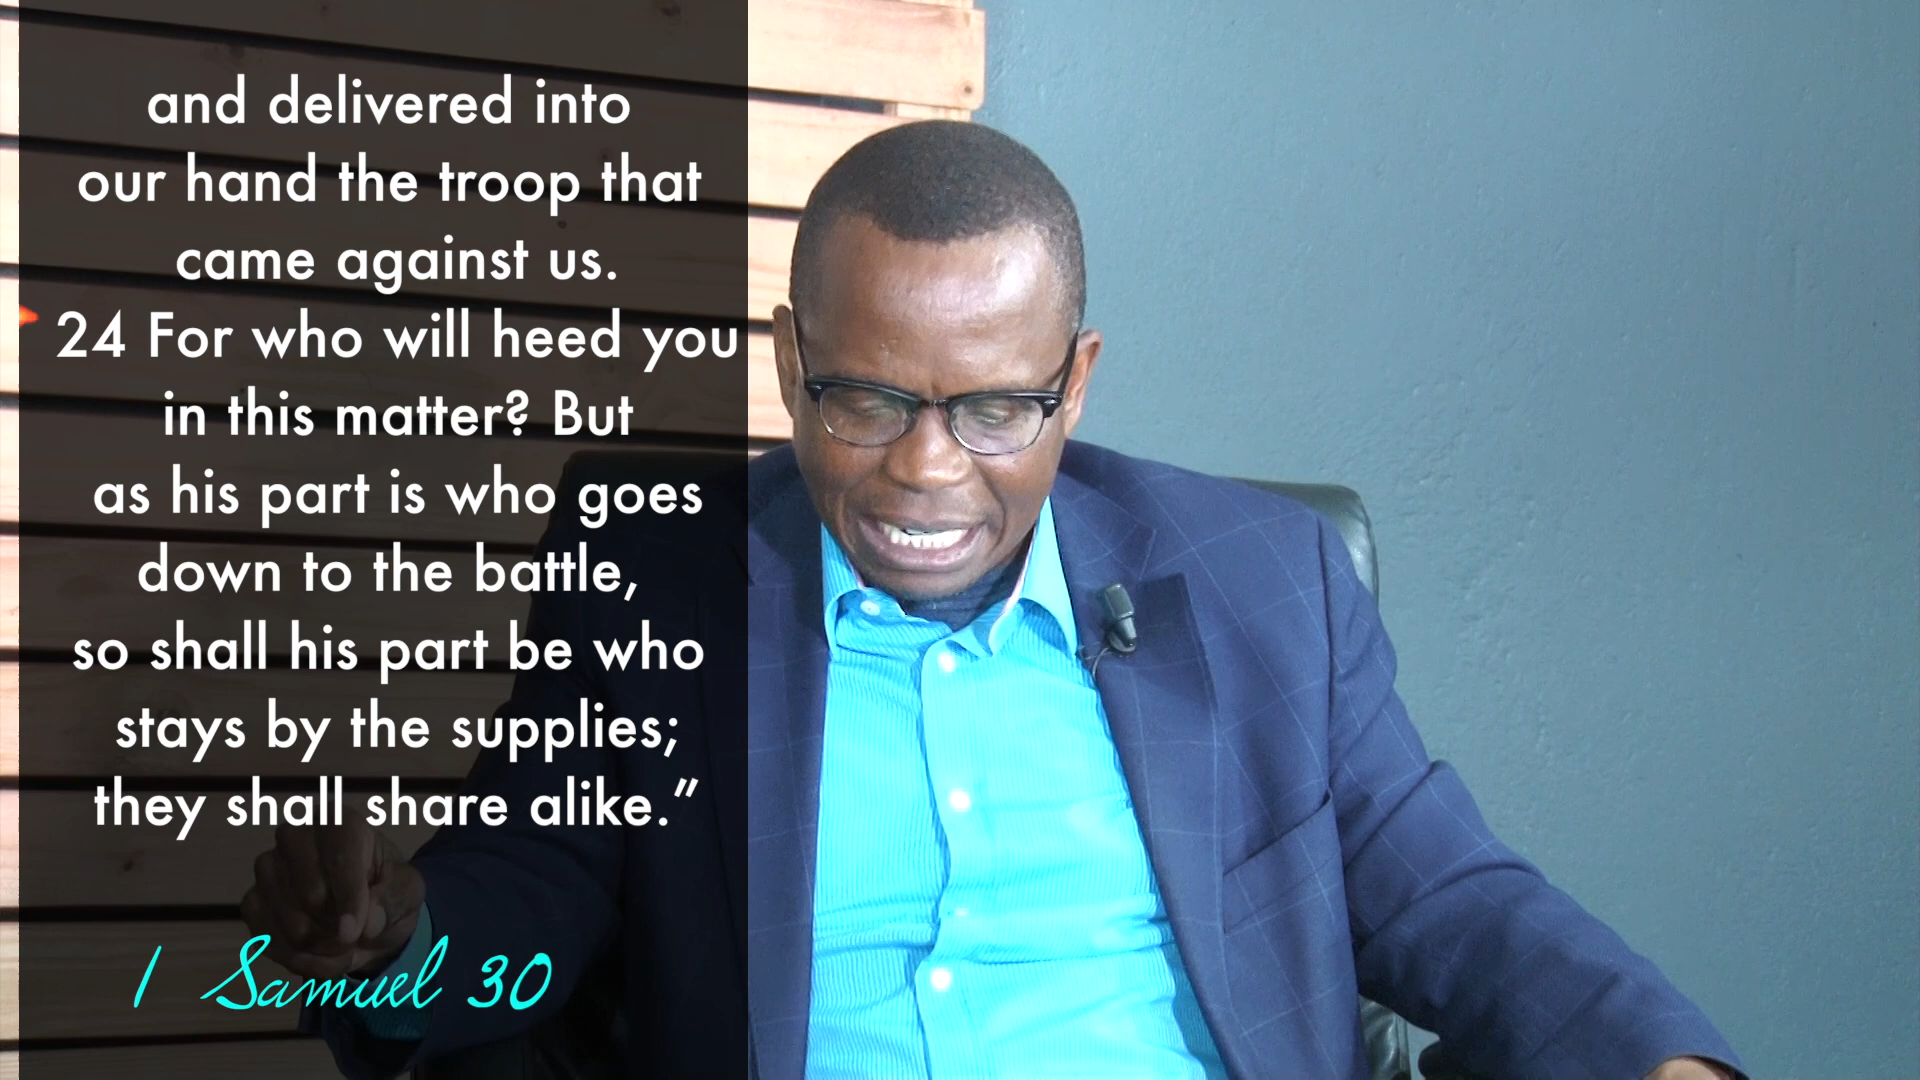 and delivered into
our hand the troop that
came against us.
24 For who will heed you
in this matter? But
as his part is who goes
down to the battle,
so shall his part be who
stays by the supplies;
they shall share alike.”
1 Samuel 30